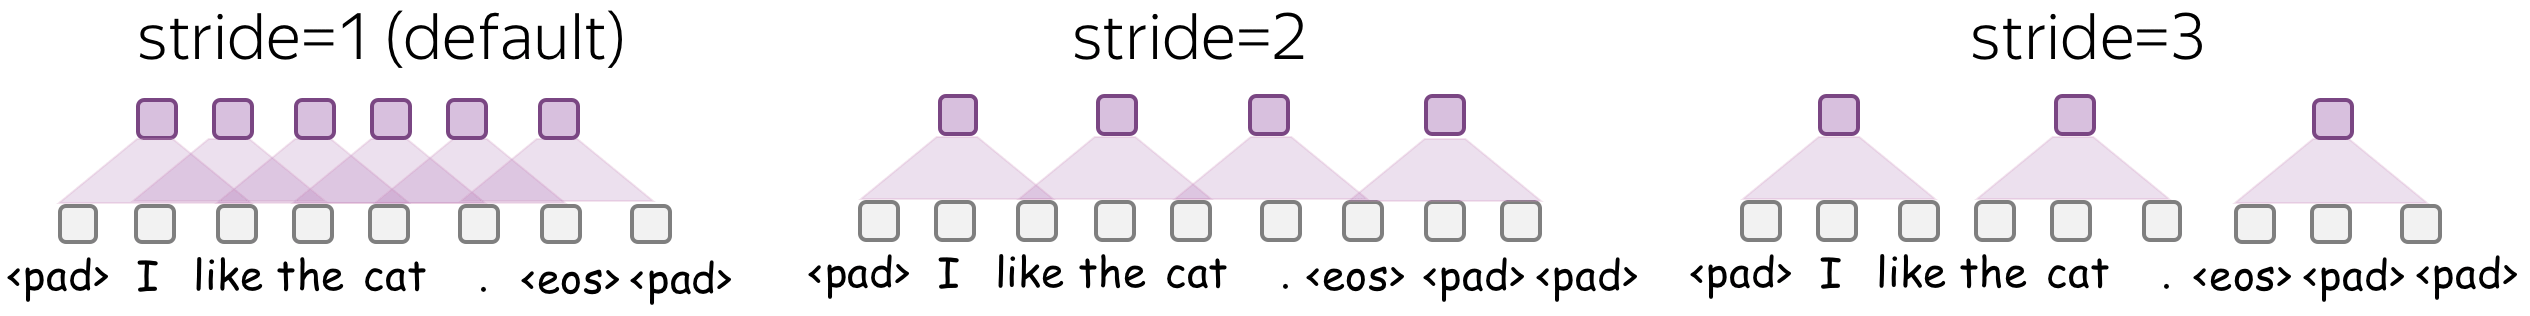 stride=1 (default)
<pad> I like the cat . <eos> <pad>
stride=2
<pad> I like the cat . <eos> <pad> <pad>
stride=3
<pad> I like the cat . <eos> <pad> <pad>